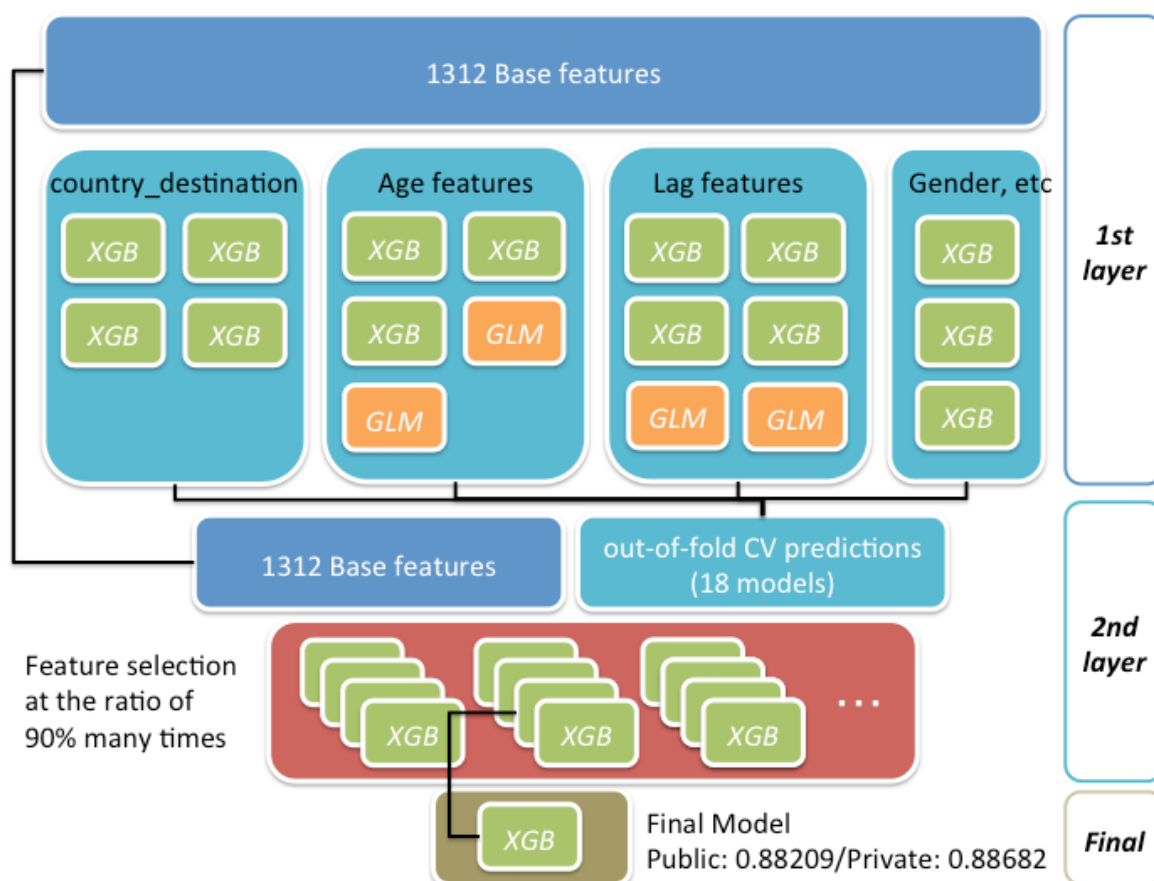 1312 Base features
country_destination
Age features
Lag features
Gender, etc
XGB XGB
XGB XGB
XGB XGB
XGB GLM
GLM
XGB XGB
XGB XGB
GLM GLM
XGB
XGB
XGB
1st
layer
1312 Base features
out-of-fold CV predictions
(18 models)
Feature selection
at the ratio of
90% many times
XGB
XGB
XGB
...
2nd
layer
XGB
Final Model
Public: 0.88209/Private: 0.88682
Final